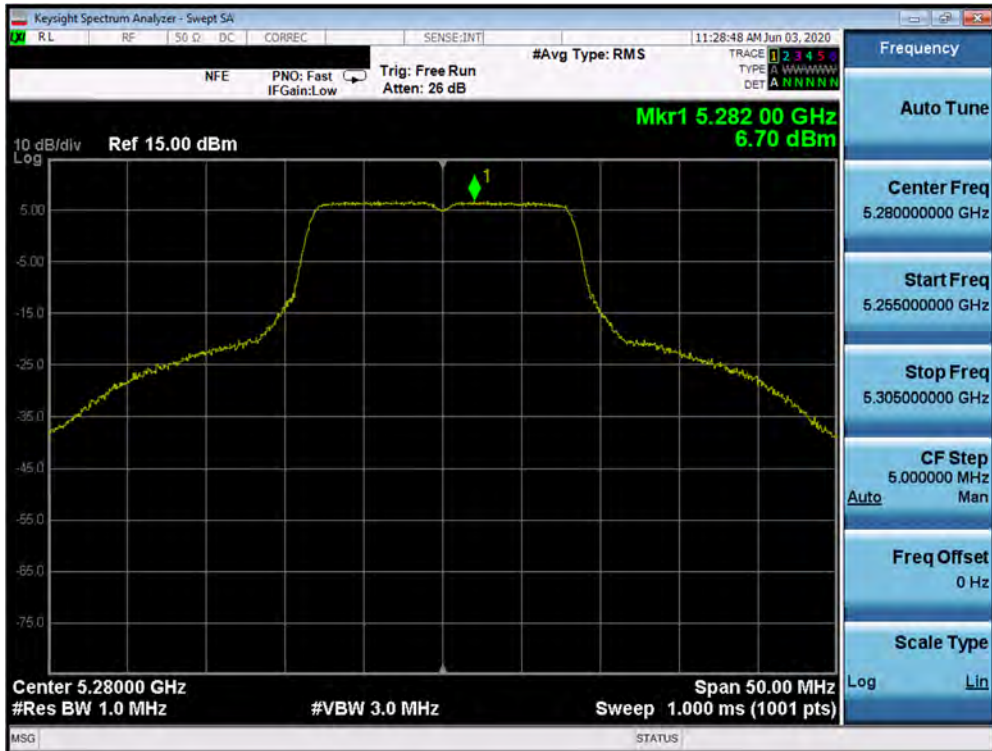 Keysight Spectrum Analyzer - Swept SA
LXI RL RF 50 Ω DC CORREC SENSE:INT 11:28:48 AM Jun 03, 2020
#Avg Type: RMS TRACE 1 2 3 4 5 6
NFE PNO: Fast Trig: Free Run TYPE A WWWWW
IFGain:Low Atten: 26 dB DET A N N N N N
Mkr1 5.282 00 GHz
6.70 dBm
10 dB/div Ref 15.00 dBm
Log
1
5.00
-5.00
-15.0
-25.0
-35.0
-45.0
-55.0
-65.0
-75.0
Center 5.28000 GHz Span 50.00 MHz
#Res BW 1.0 MHz #VBW 3.0 MHz Sweep 1.000 ms (1001 pts)
MSG STATUS
Frequency
Auto Tune
Center Freq
5.280000000 GHz
Start Freq
5.255000000 GHz
Stop Freq
5.305000000 GHz
CF Step
5.000000 MHz
Auto Man
Freq Offset
0 Hz
Scale Type
Log Lin